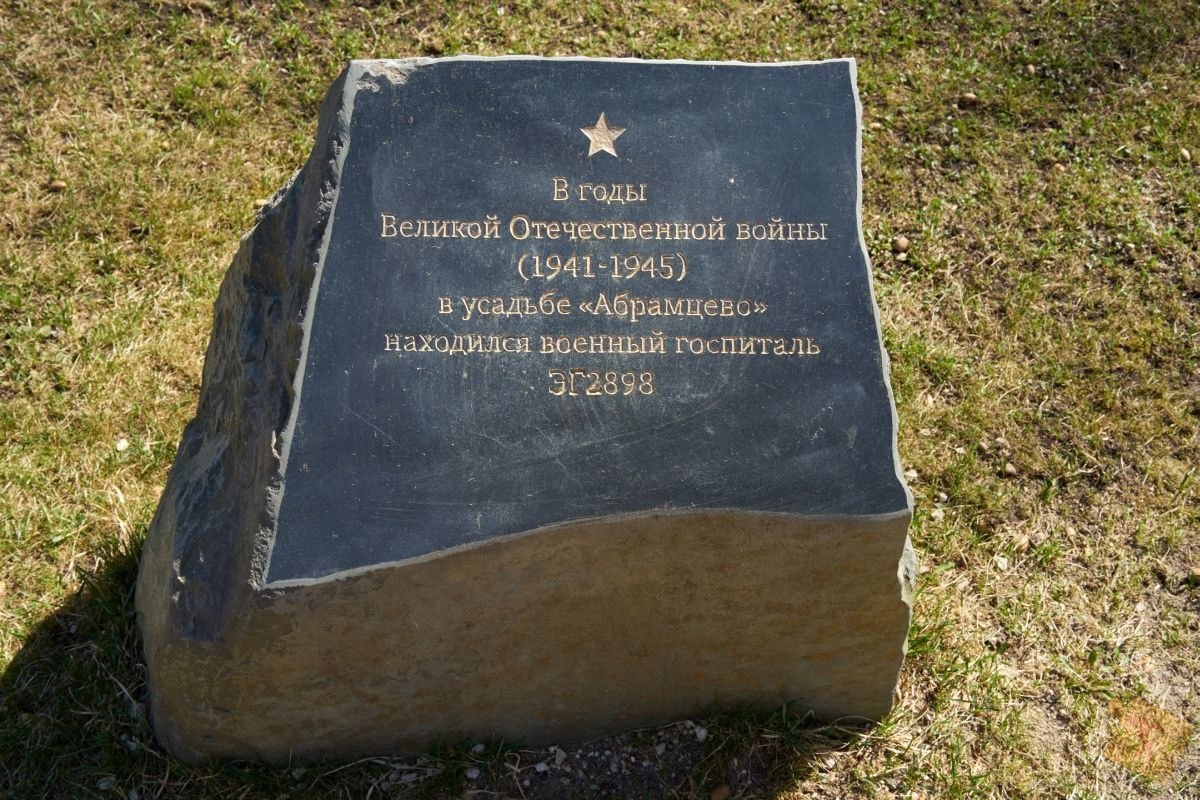 В годы
Великой Отечественной войны
(1941-1945)
в усадьбе «Абрамцево»
находился военный госпиталь
ЭГ2898